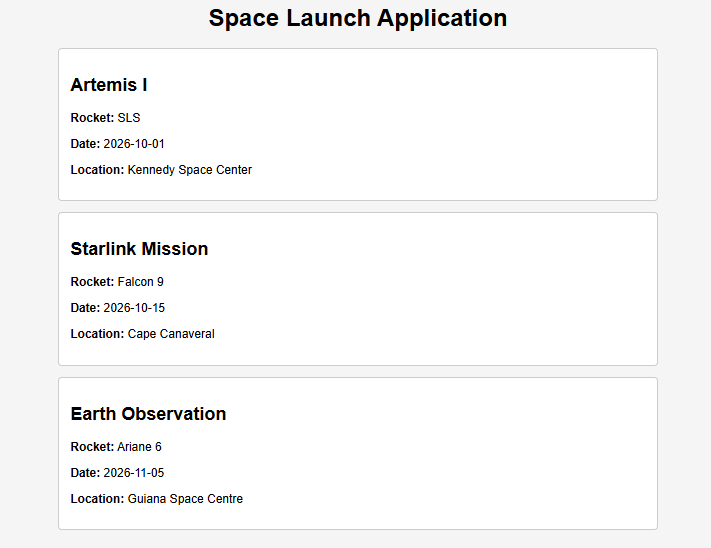 Space Launch Application
Artemis I
Rocket: SLS
Date: 2026-10-01
Location: Kennedy Space Center
Starlink Mission
Rocket: Falcon 9
Date: 2026-10-15
Location: Cape Canaveral
Earth Observation
Rocket: Ariane 6
Date: 2026-11-05
Location: Guiana Space Centre